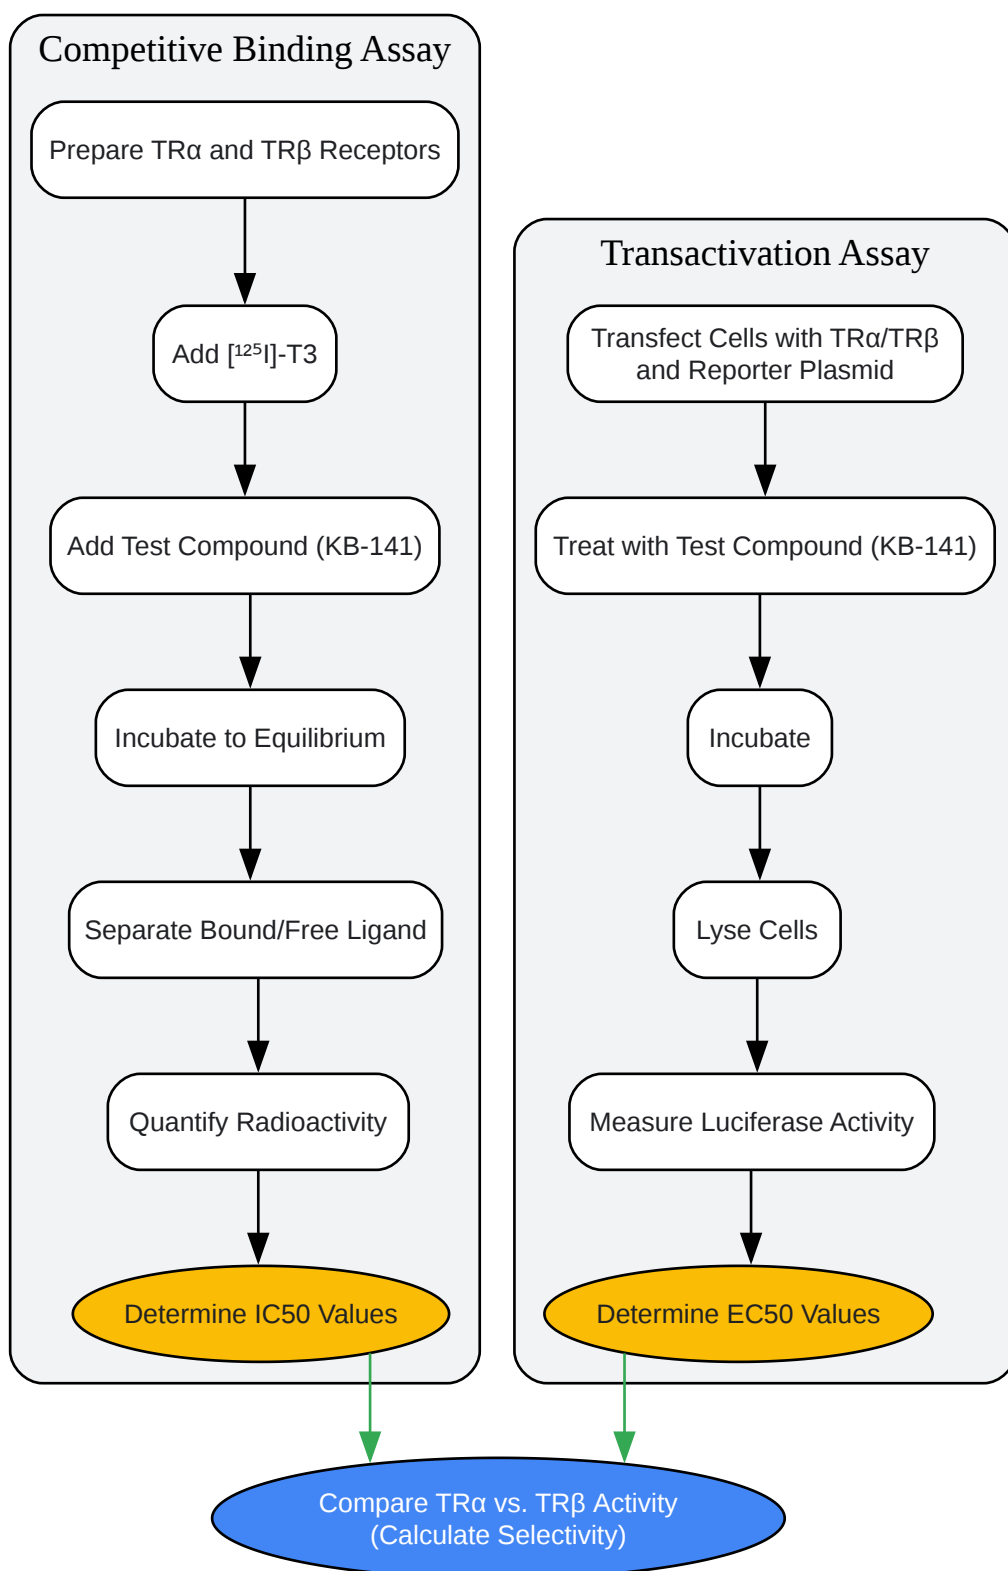 Competitive Binding Assay
Prepare TRα and TRβ Receptors
Add [¹²⁵I]-T3
Add Test Compound (KB-141)
Incubate to Equilibrium
Separate Bound/Free Ligand
Quantify Radioactivity
Determine IC50 Values
Transactivation Assay
Transfect Cells with TRα/TRβ
and Reporter Plasmid
Treat with Test Compound (KB-141)
Incubate
Lyse Cells
Measure Luciferase Activity
Determine EC50 Values
Compare TRα vs. TRβ Activity
(Calculate Selectivity)